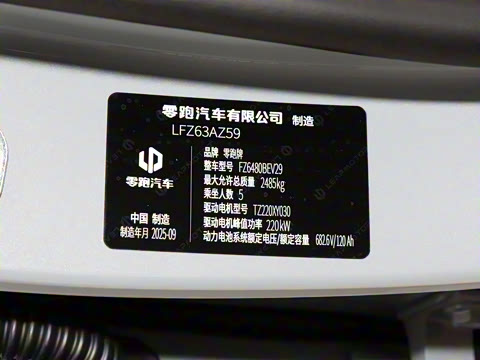 零跑汽车有限公司 制造
LFZ63AZ59
品牌 零跑牌
整车型号 FZ6480BEV29
最大允许总质量 2485kg
乘坐人数 5
驱动电机型号 TZ220XY030
驱动电机峰值功率 220kW
动力电池系统额定电压/额定容量 682.6V/120Ah
零跑汽车
中国 制造
制造年月 2025-09